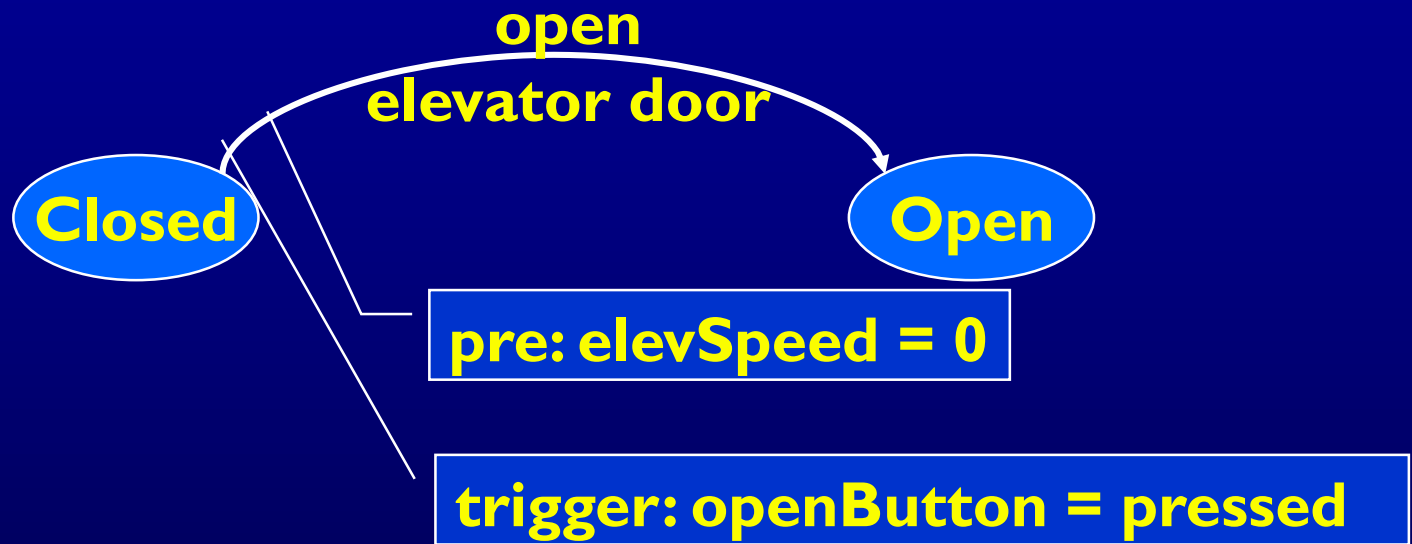 open
elevator door
Closed
Open
pre: elevSpeed = 0
trigger: openButton = pressed